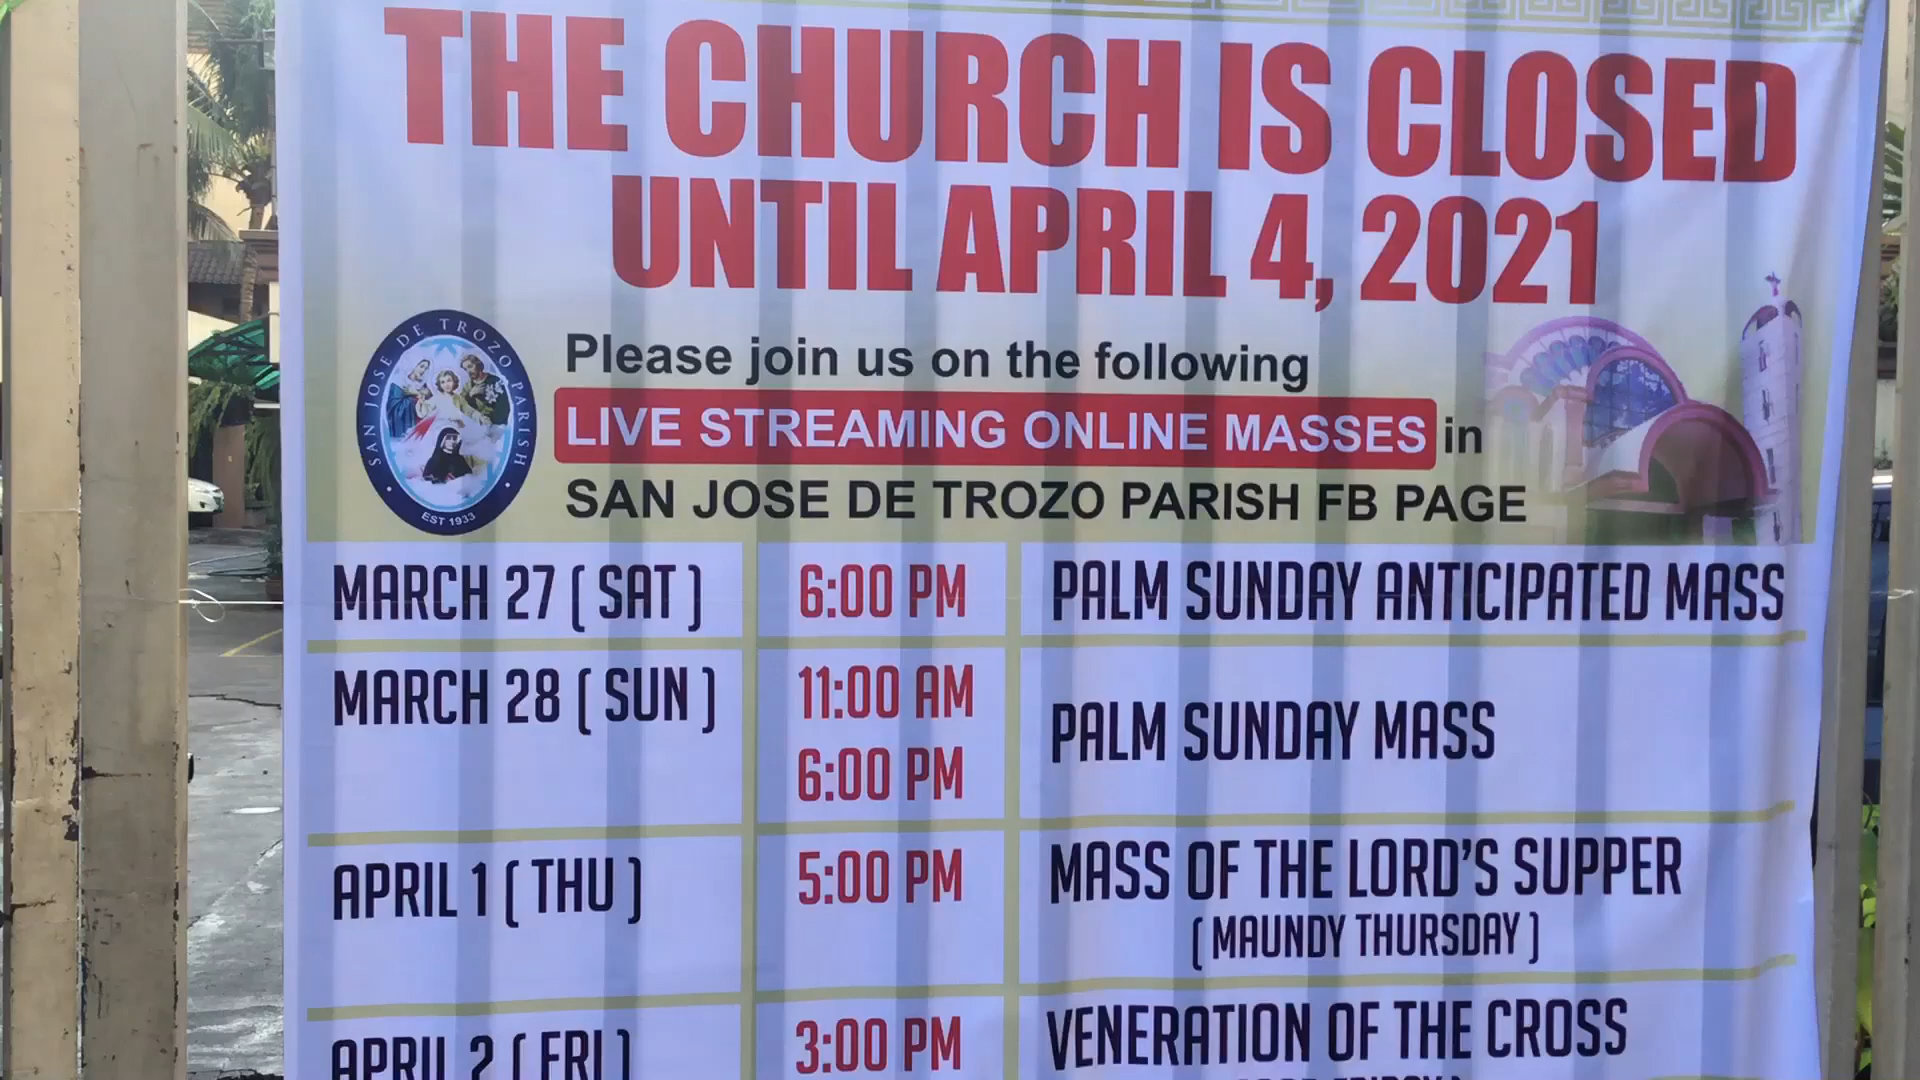 THE CHURCH IS CLOSED
UNTIL APRIL 4, 2021
SAN JOSE DE TROZO PARISH
EST 1933
Please join us on the following
LIVE STREAMING ONLINE MASSES in
SAN JOSE DE TROZO PARISH FB PAGE
MARCH 27 ( SAT ) 6:00 PM PALM SUNDAY ANTICIPATED MASS
MARCH 28 ( SUN ) 11:00 AM
6:00 PM
PALM SUNDAY MASS
APRIL 1 ( THU ) 5:00 PM MASS OF THE LORD'S SUPPER
( MAUNDY THURSDAY )
APRIL 2 ( FRI ) 3:00 PM VENERATION OF THE CROSS